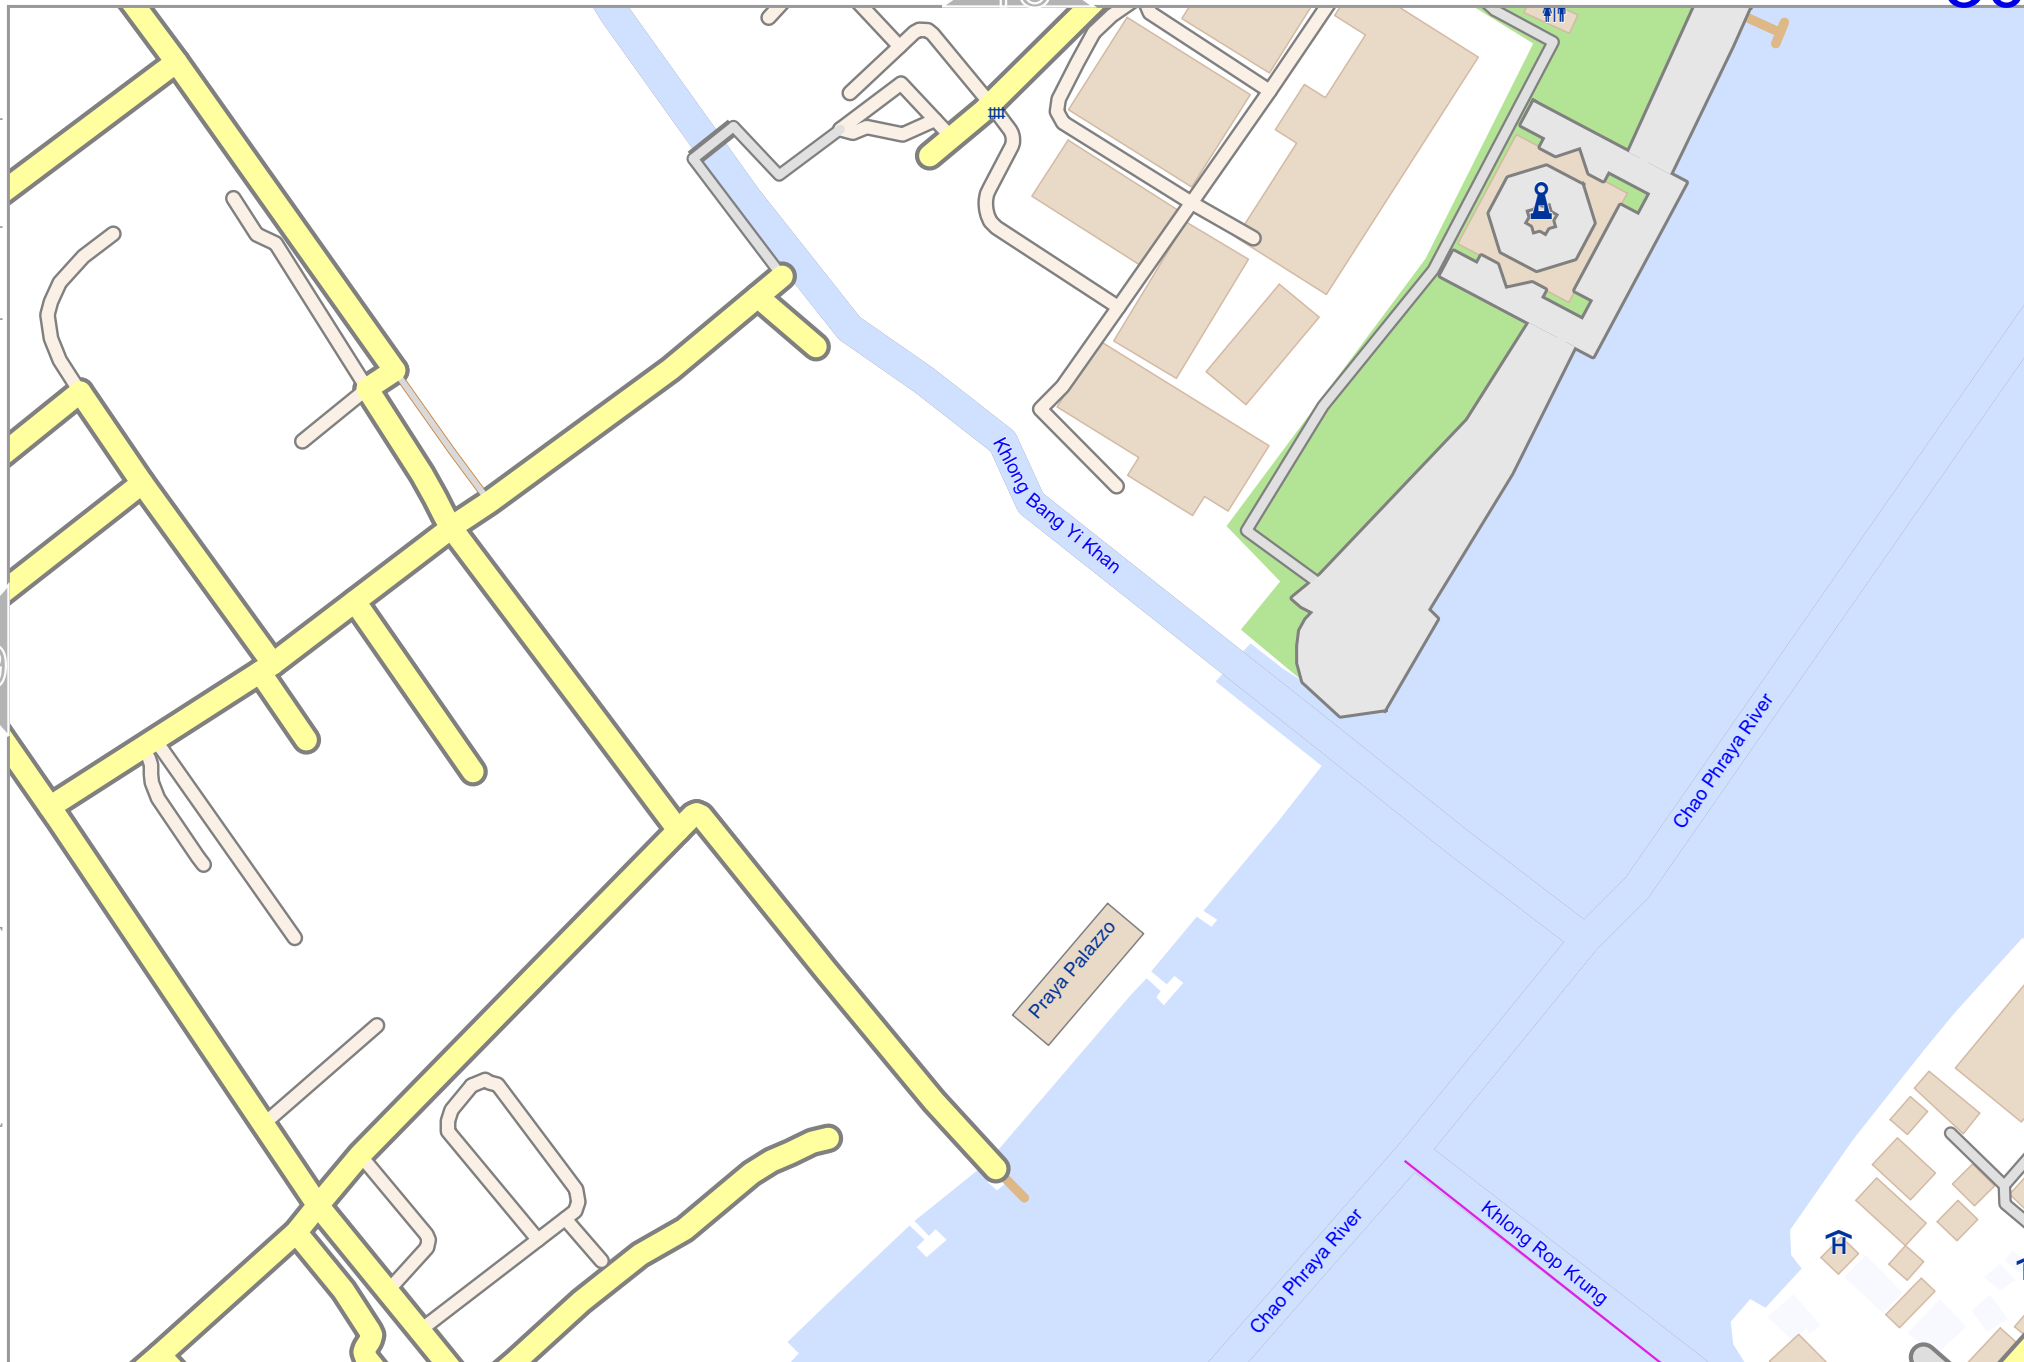 Khlong Bang Yi Khan
Chao Phraya River
Praya Palazzo
Chao Phraya River
Khlong Rop Krung
H